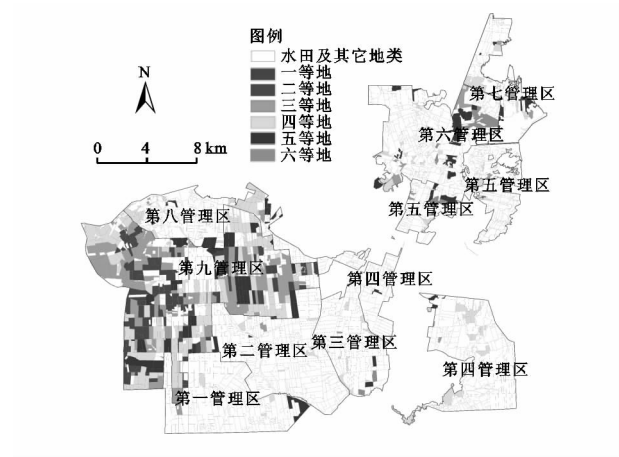 图例
水田及其它地类
一等地
二等地
三等地
四等地
五等地
六等地
N
0 4 8 km
第七管理区
第六管理区
第五管理区
第五管理区
第八管理区
第九管理区
第四管理区
第二管理区
第三管理区
第四管理区
第一管理区